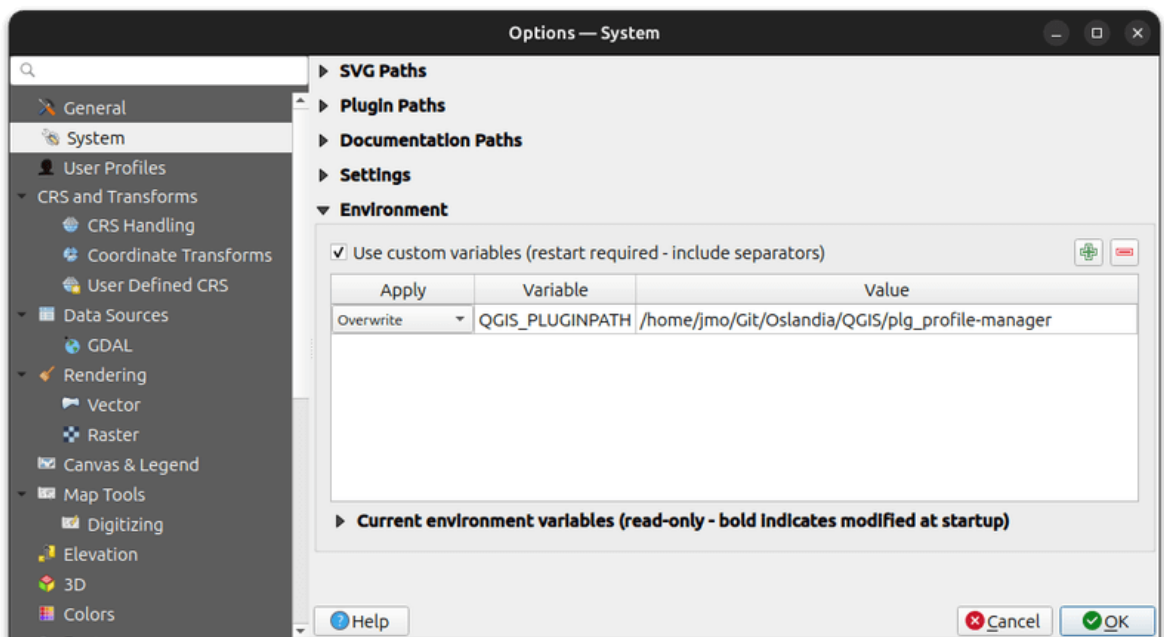 Options — System
General
System
User Profiles
CRS and Transforms
CRS Handling
Coordinate Transforms
User Defined CRS
Data Sources
GDAL
Rendering
Vector
Raster
Canvas & Legend
Map Tools
Digitizing
Elevation
3D
Colors
SVG Paths
Plugin Paths
Documentation Paths
Settings
Environment
Use custom variables (restart required - include separators)
Apply Variable Value
Overwrite QGIS_PLUGINPATH /home/jmo/Git/Oslandia/QGIS/plg_profile-manager
Current environment variables (read-only - bold indicates modified at startup)
Help Cancel OK